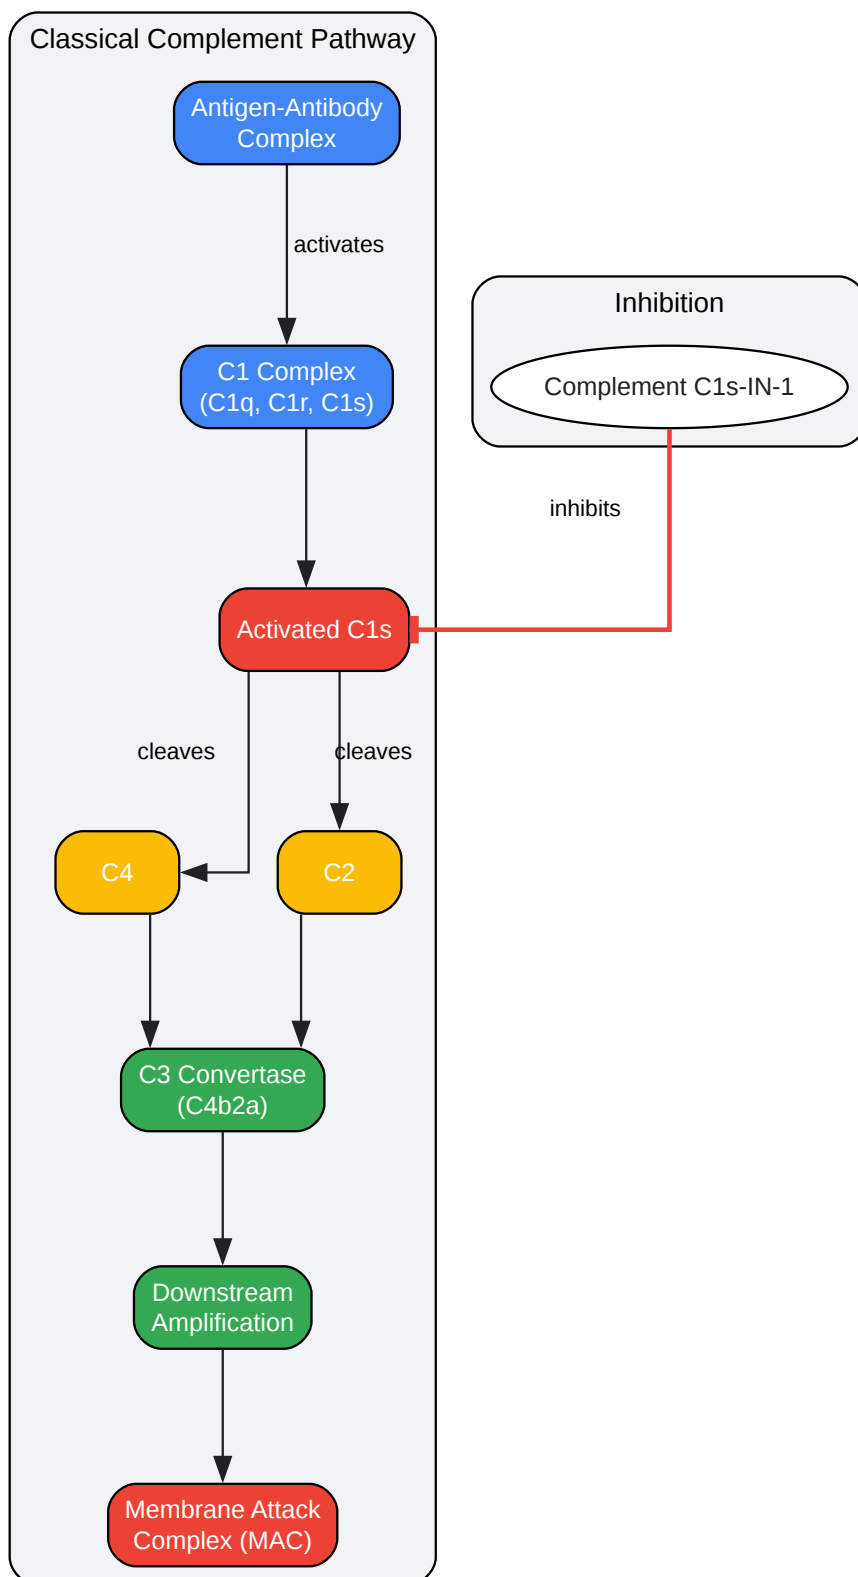 Classical Complement Pathway
Antigen-Antibody
Complex
activates
Inhibition
Complement C1s-IN-1
C1 Complex
(C1q, C1r, C1s)
inhibits
Activated C1s
cleaves
cleaves
C4
C2
C3 Convertase
(C4b2a)
Downstream
Amplification
Membrane Attack
Complex (MAC)